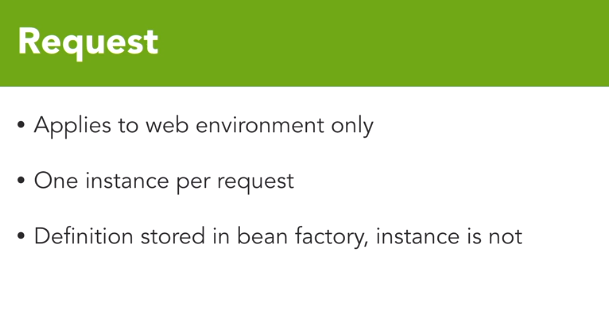 Request
• Applies to web environment only
• One instance per request
• Definition stored in bean factory, instance is not